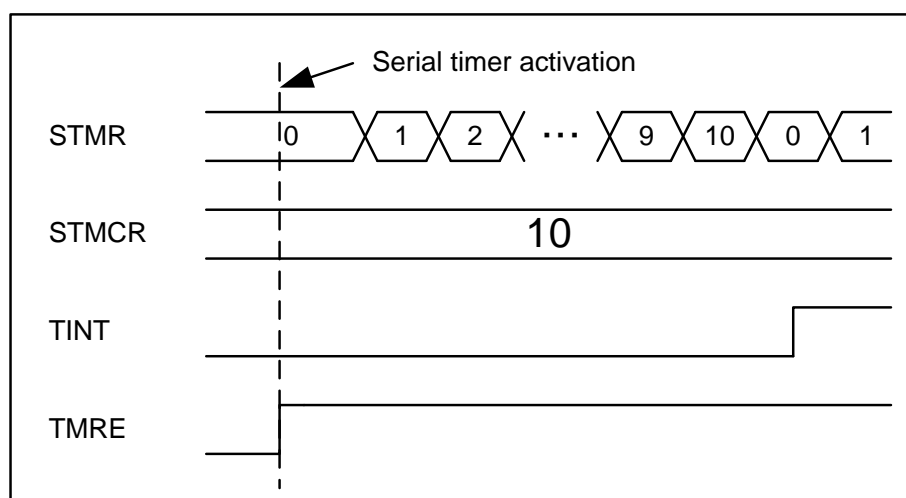 Serial timer activation
STMR 0 1 2 ... 9 10 0 1
STMCR 10
TINT
TMRE